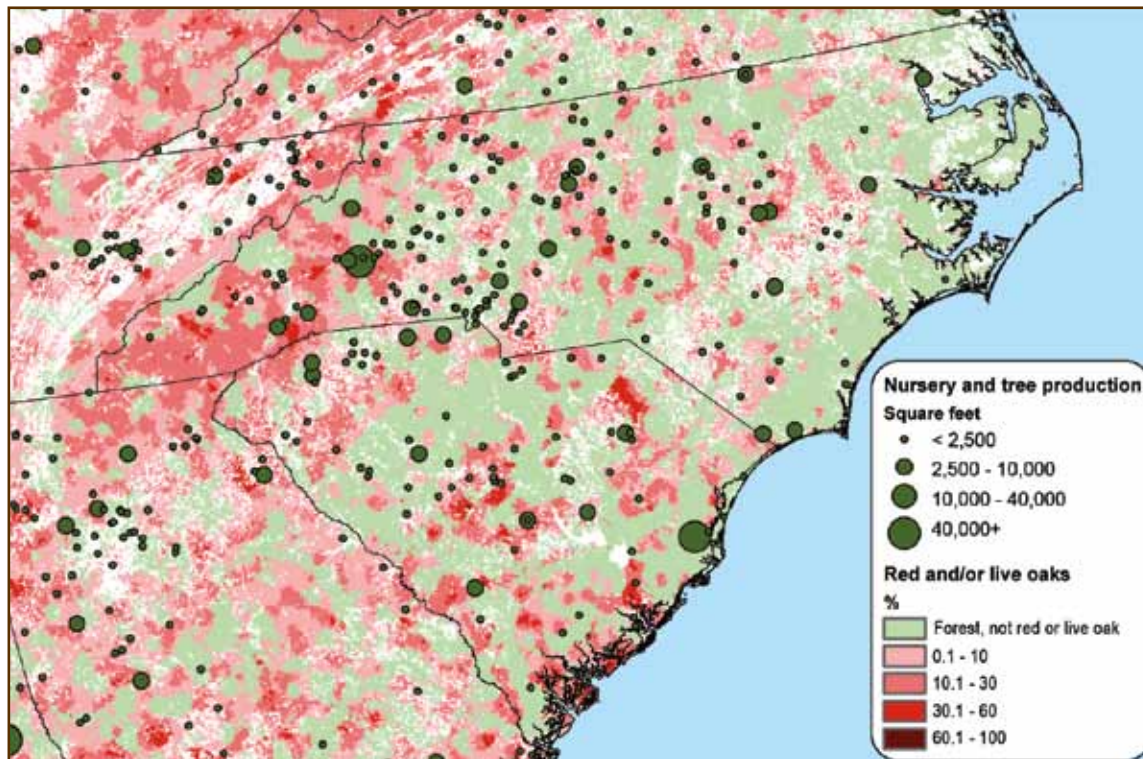 Nursery and tree production
Square feet
< 2,500
2,500 - 10,000
10,000 - 40,000
40,000+
Red and/or live oaks
%
Forest, not red or live oak
0.1 - 10
10.1 - 30
30.1 - 60
60.1 - 100